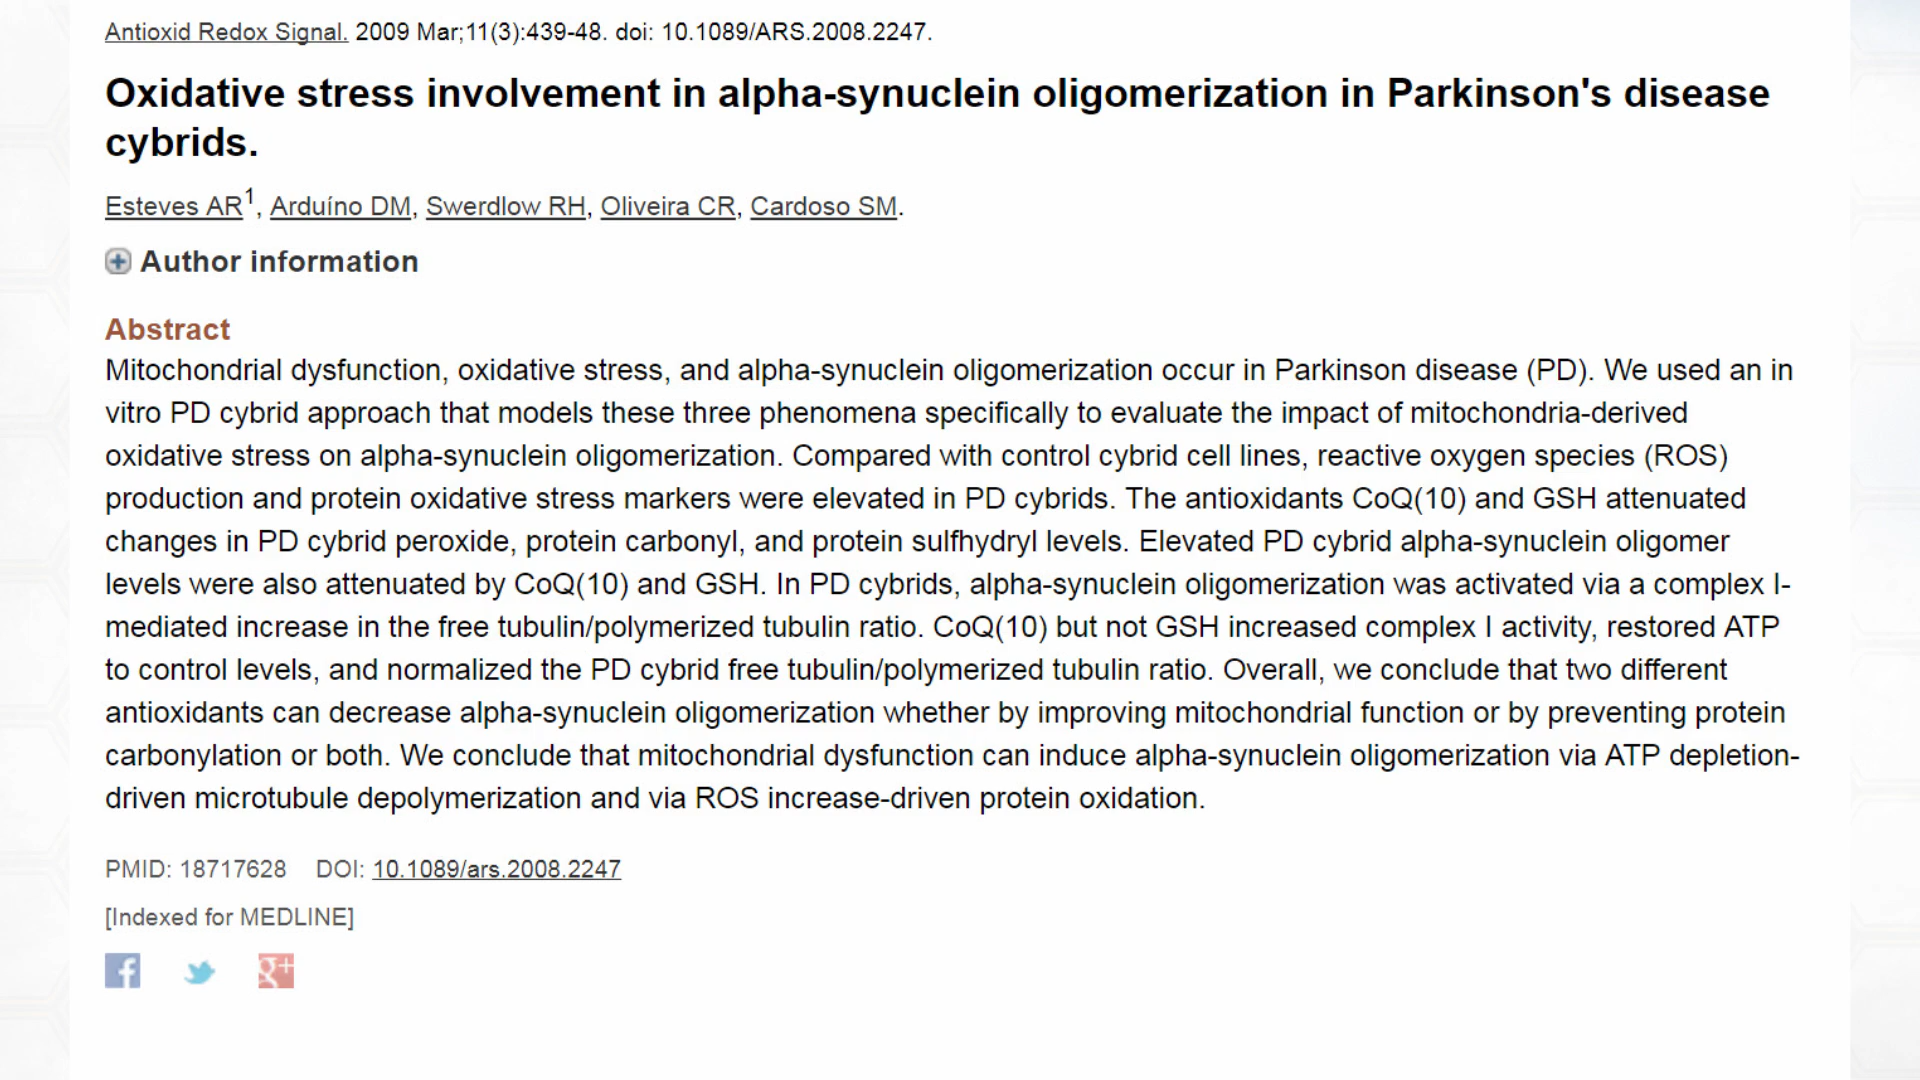 Antioxid Redox Signal. 2009 Mar;11(3):439-48. doi: 10.1089/ARS.2008.2247.
Oxidative stress involvement in alpha-synuclein oligomerization in Parkinson's disease
cybrids.
Esteves AR1, Arduíno DM, Swerdlow RH, Oliveira CR, Cardoso SM.
Author information
Abstract
Mitochondrial dysfunction, oxidative stress, and alpha-synuclein oligomerization occur in Parkinson disease (PD). We used an in
vitro PD cybrid approach that models these three phenomena specifically to evaluate the impact of mitochondria-derived
oxidative stress on alpha-synuclein oligomerization. Compared with control cybrid cell lines, reactive oxygen species (ROS)
production and protein oxidative stress markers were elevated in PD cybrids. The antioxidants CoQ(10) and GSH attenuated
changes in PD cybrid peroxide, protein carbonyl, and protein sulfhydryl levels. Elevated PD cybrid alpha-synuclein oligomer
levels were also attenuated by CoQ(10) and GSH. In PD cybrids, alpha-synuclein oligomerization was activated via a complex I-
mediated increase in the free tubulin/polymerized tubulin ratio. CoQ(10) but not GSH increased complex I activity, restored ATP
to control levels, and normalized the PD cybrid free tubulin/polymerized tubulin ratio. Overall, we conclude that two different
antioxidants can decrease alpha-synuclein oligomerization whether by improving mitochondrial function or by preventing protein
carbonylation or both. We conclude that mitochondrial dysfunction can induce alpha-synuclein oligomerization via ATP depletion-
driven microtubule depolymerization and via ROS increase-driven protein oxidation.
PMID: 18717628 DOI: 10.1089/ars.2008.2247
[Indexed for MEDLINE]
f g+